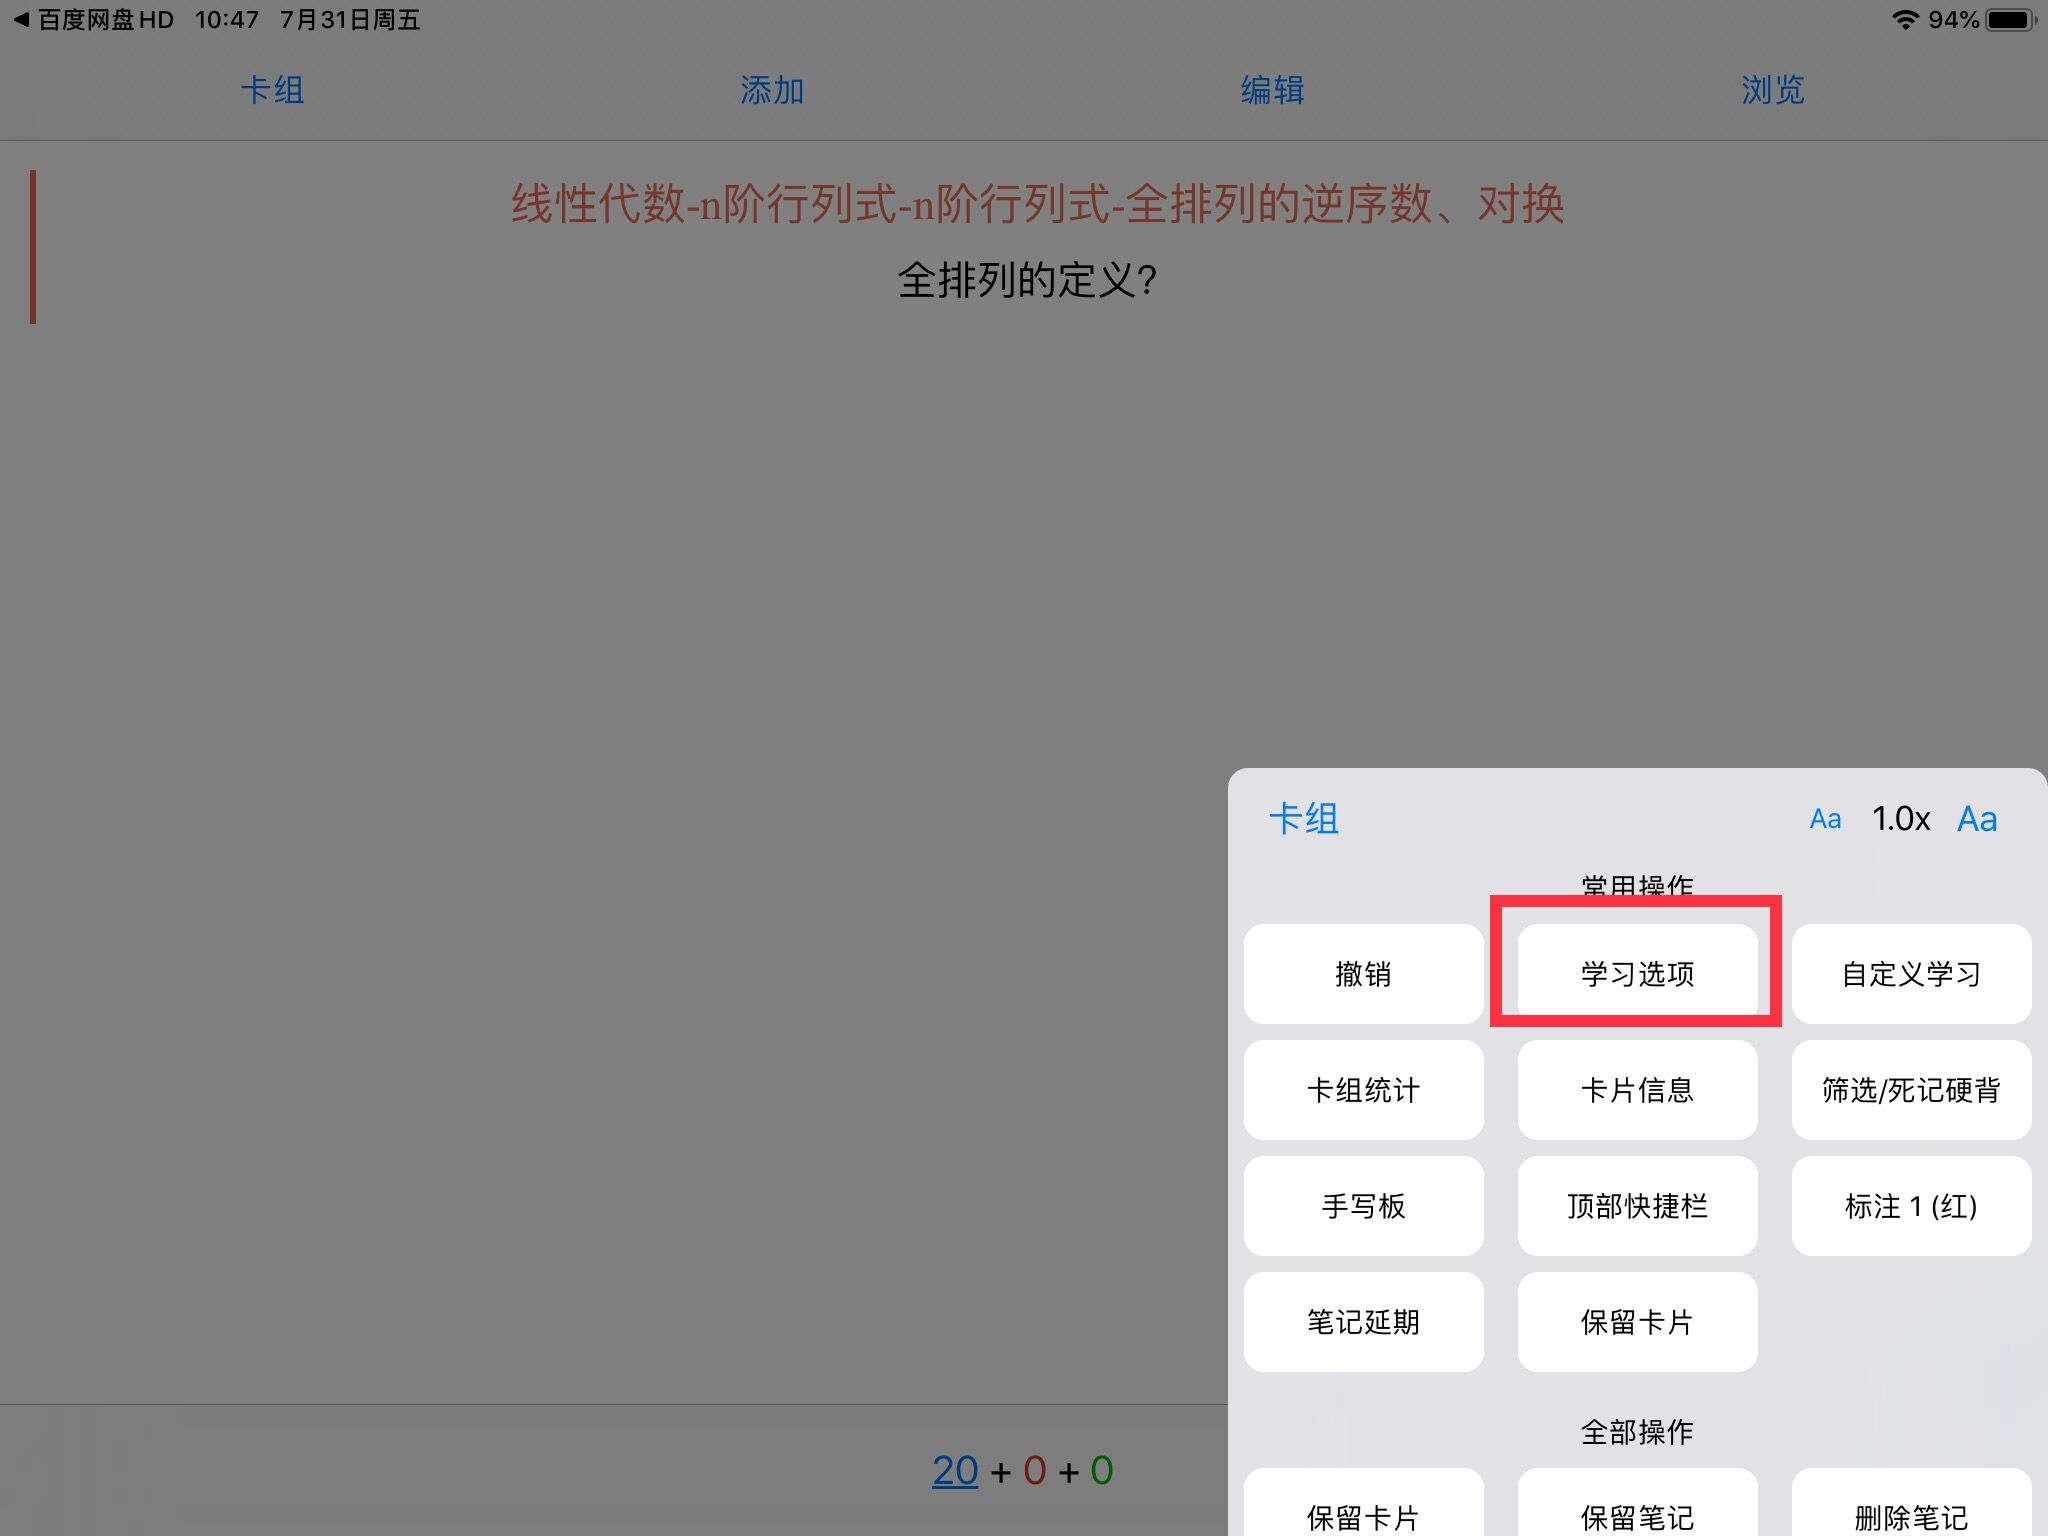 百度网盘HD 10:47 7月31日周五 94%
卡组 添加 编辑 浏览
线性代数-n阶行列式-n阶行列式-全排列的逆序数、对换
全排列的定义?
卡组 Aa 1.0x Aa
常用操作
撤销 学习选项 自定义学习
卡组统计 卡片信息 筛选/死记硬背
手写板 顶部快捷栏 标注 1 (红)
笔记延期 保留卡片
全部操作
20 + 0 + 0
保留卡片 保留笔记 删除笔记